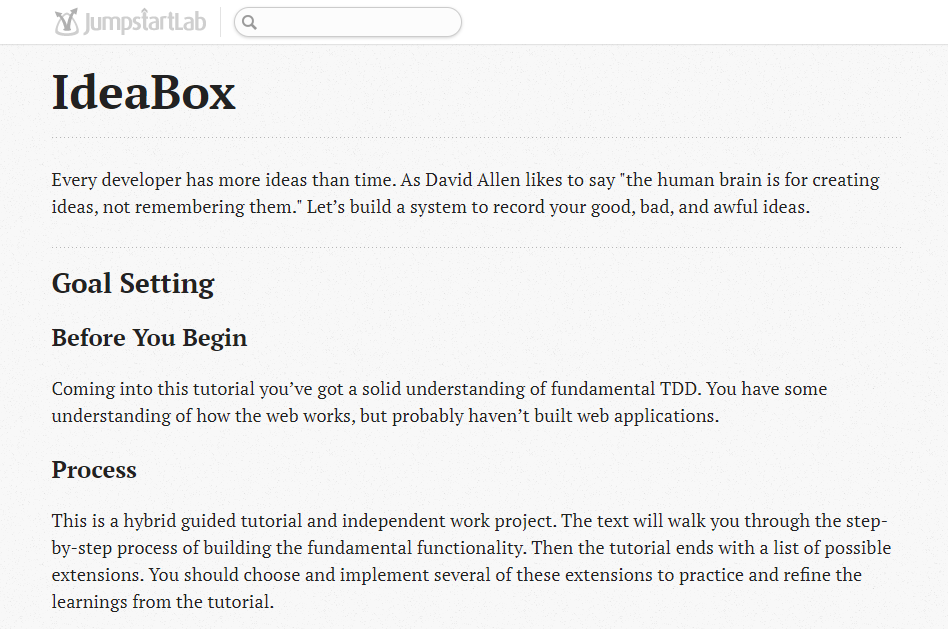 JumpstartLab
IdeaBox
Every developer has more ideas than time. As David Allen likes to say "the human brain is for creating
ideas, not remembering them." Let’s build a system to record your good, bad, and awful ideas.
Goal Setting
Before You Begin
Coming into this tutorial you’ve got a solid understanding of fundamental TDD. You have some
understanding of how the web works, but probably haven’t built web applications.
Process
This is a hybrid guided tutorial and independent work project. The text will walk you through the step-
by-step process of building the fundamental functionality. Then the tutorial ends with a list of possible
extensions. You should choose and implement several of these extensions to practice and refine the
learnings from the tutorial.